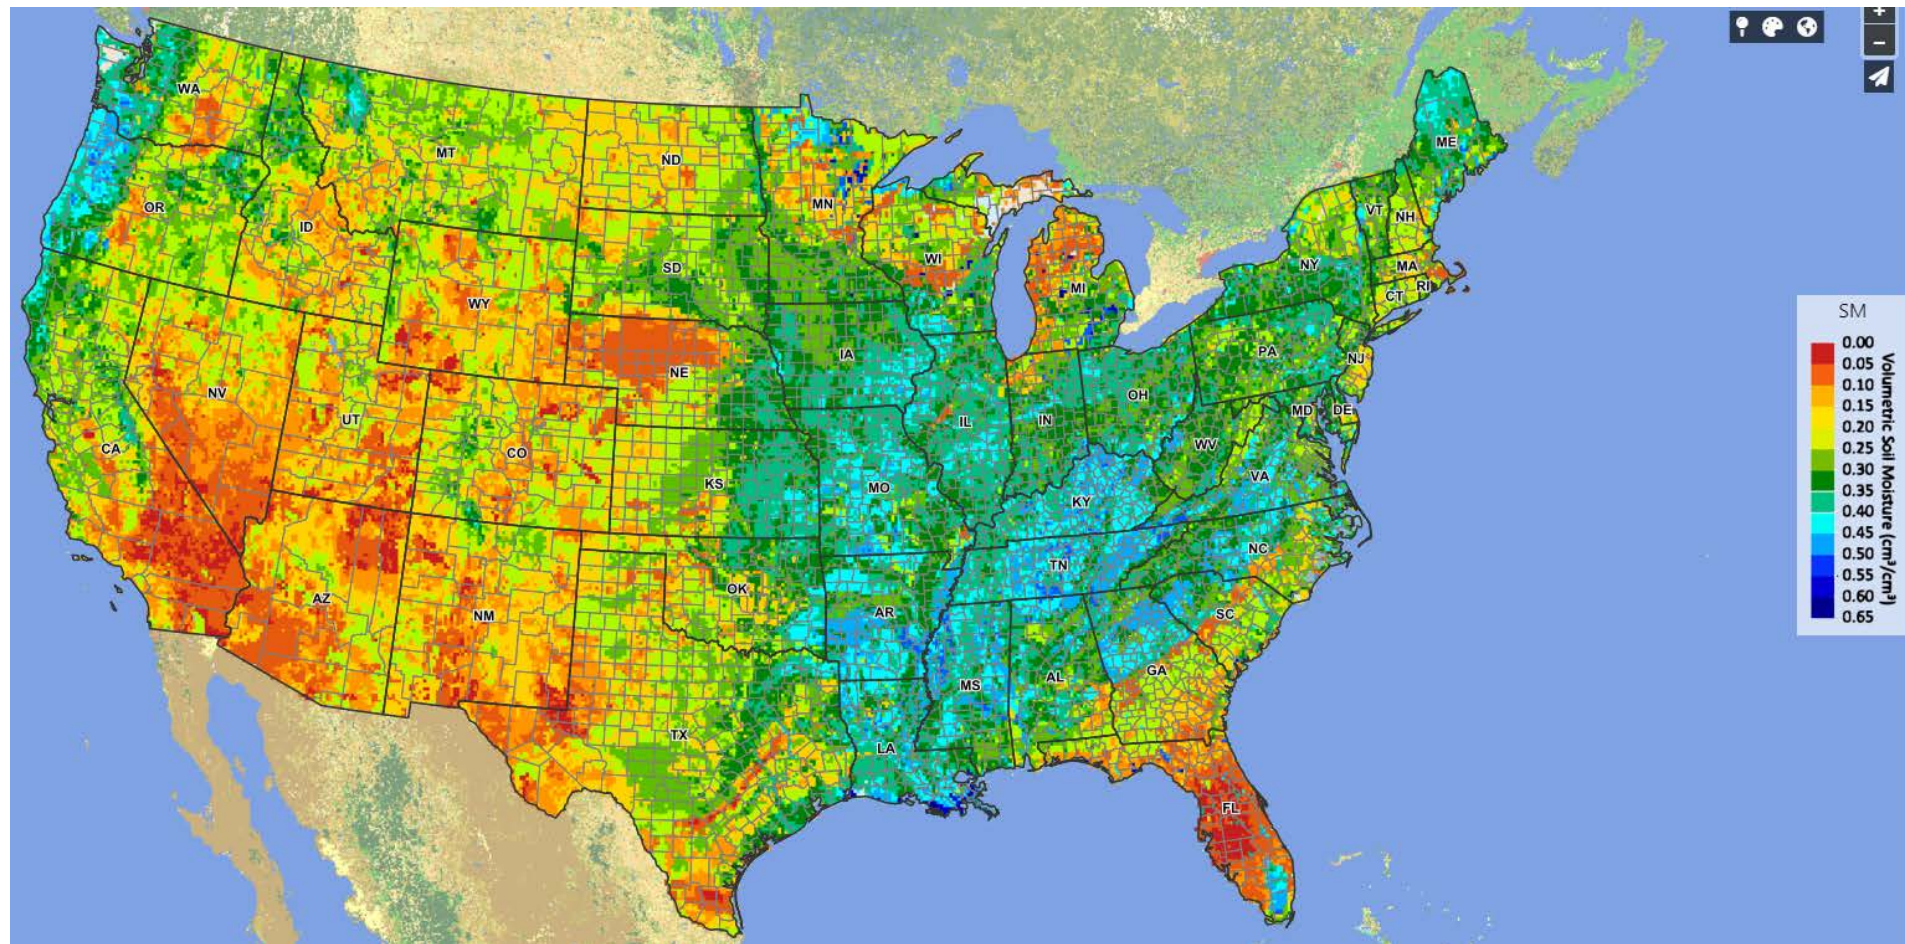 +
−
WA
MT
ND
ME
OR
ID
MN
VT
NH
SD
WI
NY
MA
WY
MI
CT
RI
SM
IA
PA
NJ
NE
NV
UT
OH
IL
IN
MD
DE
CA
CO
WV
KS
MO
VA
KY
NC
TN
OK
AZ
NM
AR
SC
GA
MS
AL
TX
LA
FL
0.00
0.05
0.10
0.15
0.20
0.25
0.30
0.35
0.40
0.45
0.50
0.55
0.60
0.65
Volumetric Soil Moisture (cm³/cm³)